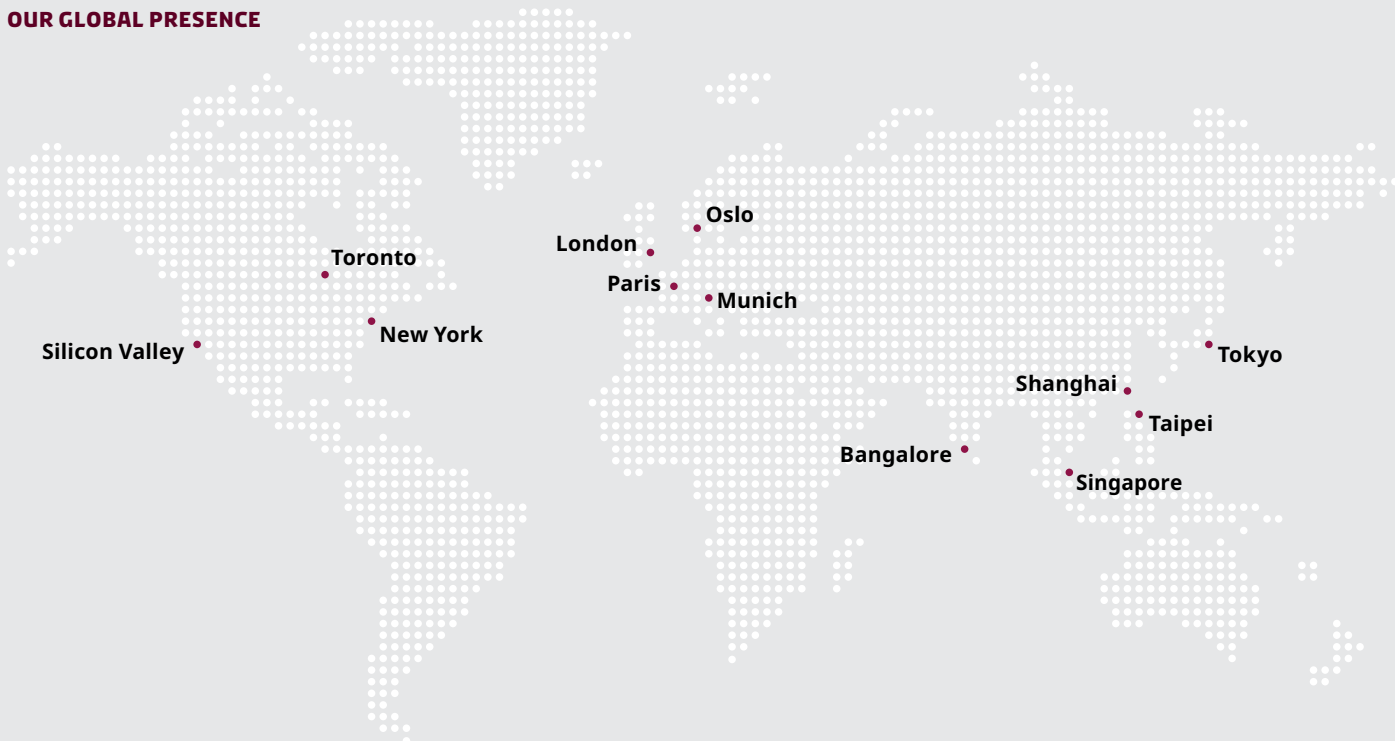 OUR GLOBAL PRESENCE
Oslo
London
Toronto
Paris
Munich
New York
Silicon Valley
Tokyo
Shanghai
Taipei
Bangalore
Singapore